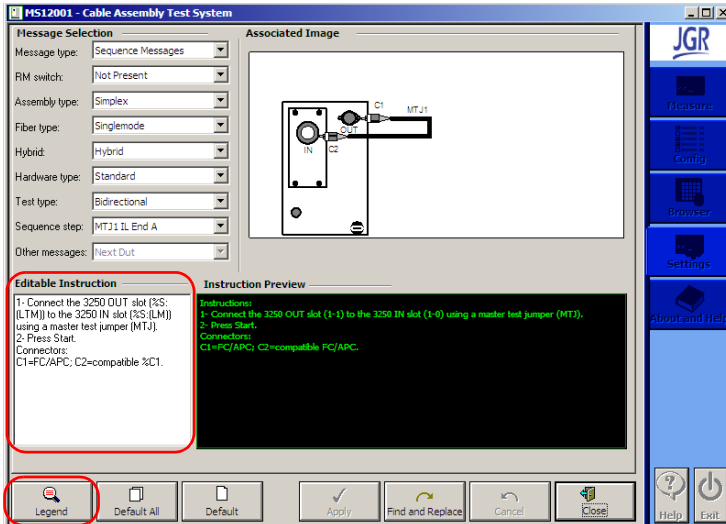 MS12001 - Cable Assembly Test System
Message Selection
Message type:
Sequence Messages
RM switch:
Not Present
Assembly type:
Simplex
Fiber type:
Singlemode
Hybrid:
Hybrid
Hardware type:
Standard
Test type:
Bidirectional
Sequence step:
MTJ1 IL End A
Other messages:
Next Dut
Associated Image
C1
MTJ1
OUT
IN
C2
Editable Instruction
1- Connect the 3250 OUT slot (%S:
(LTM)) to the 3250 IN slot (%S:(LM))
using a master test jumper (MTJ).
2- Press Start.
Connectors:
C1=FC/APC; C2=compatible %C1.
Instruction Preview
Instructions:
1- Connect the 3250 OUT slot (1-1) to the 3250 IN slot (1-0) using a master test jumper (MTJ).
2- Press Start.
Connectors:
C1=FC/APC; C2=compatible FC/APC.
Legend
Default All
Default
Apply
Find and Replace
Cancel
Close
JGR
Measure
Config
Browser
Settings
About and Help
Help
Exit